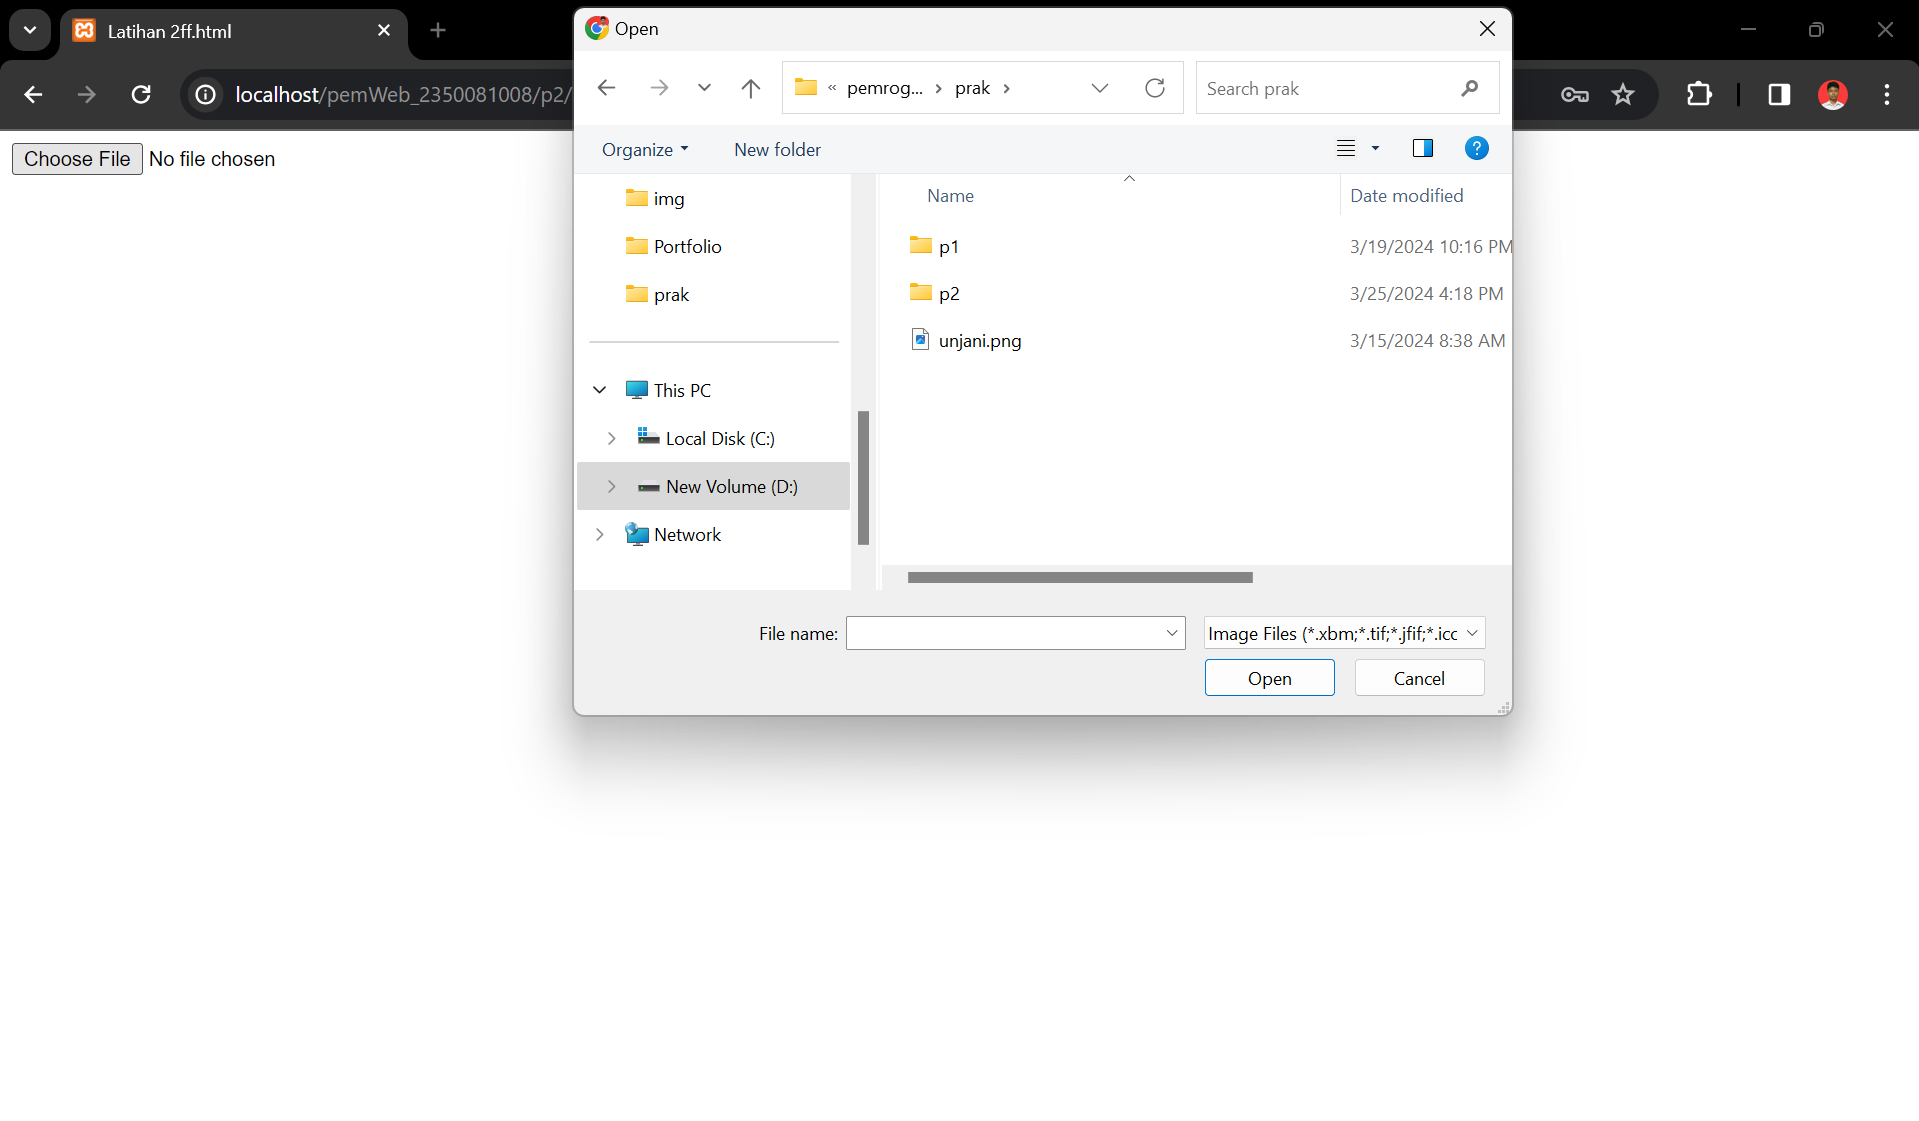 Latihan 2ff.html
localhost/pemWeb_2350081008/p2/
Choose File No file chosen
Open
« pemrog... › prak ›
Search prak
Organize
New folder
?
img
Portfolio
prak
This PC
Local Disk (C:)
New Volume (D:)
Network
Name Date modified
p1 3/19/2024 10:16 PM
p2 3/25/2024 4:18 PM
unjani.png 3/15/2024 8:38 AM
File name:
Image Files (*.xbm;*.tif;*.jfif;*.icc
Open
Cancel